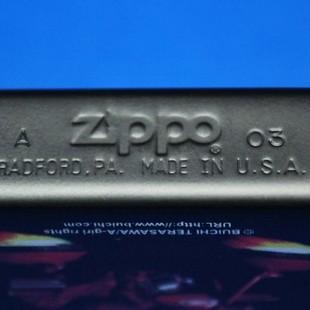 A zippo® 03
RADFORD, PA. MADE IN U.S.A.
© BUICHI TERASAWA/A-girl rights
URL:http://www.buichi.com